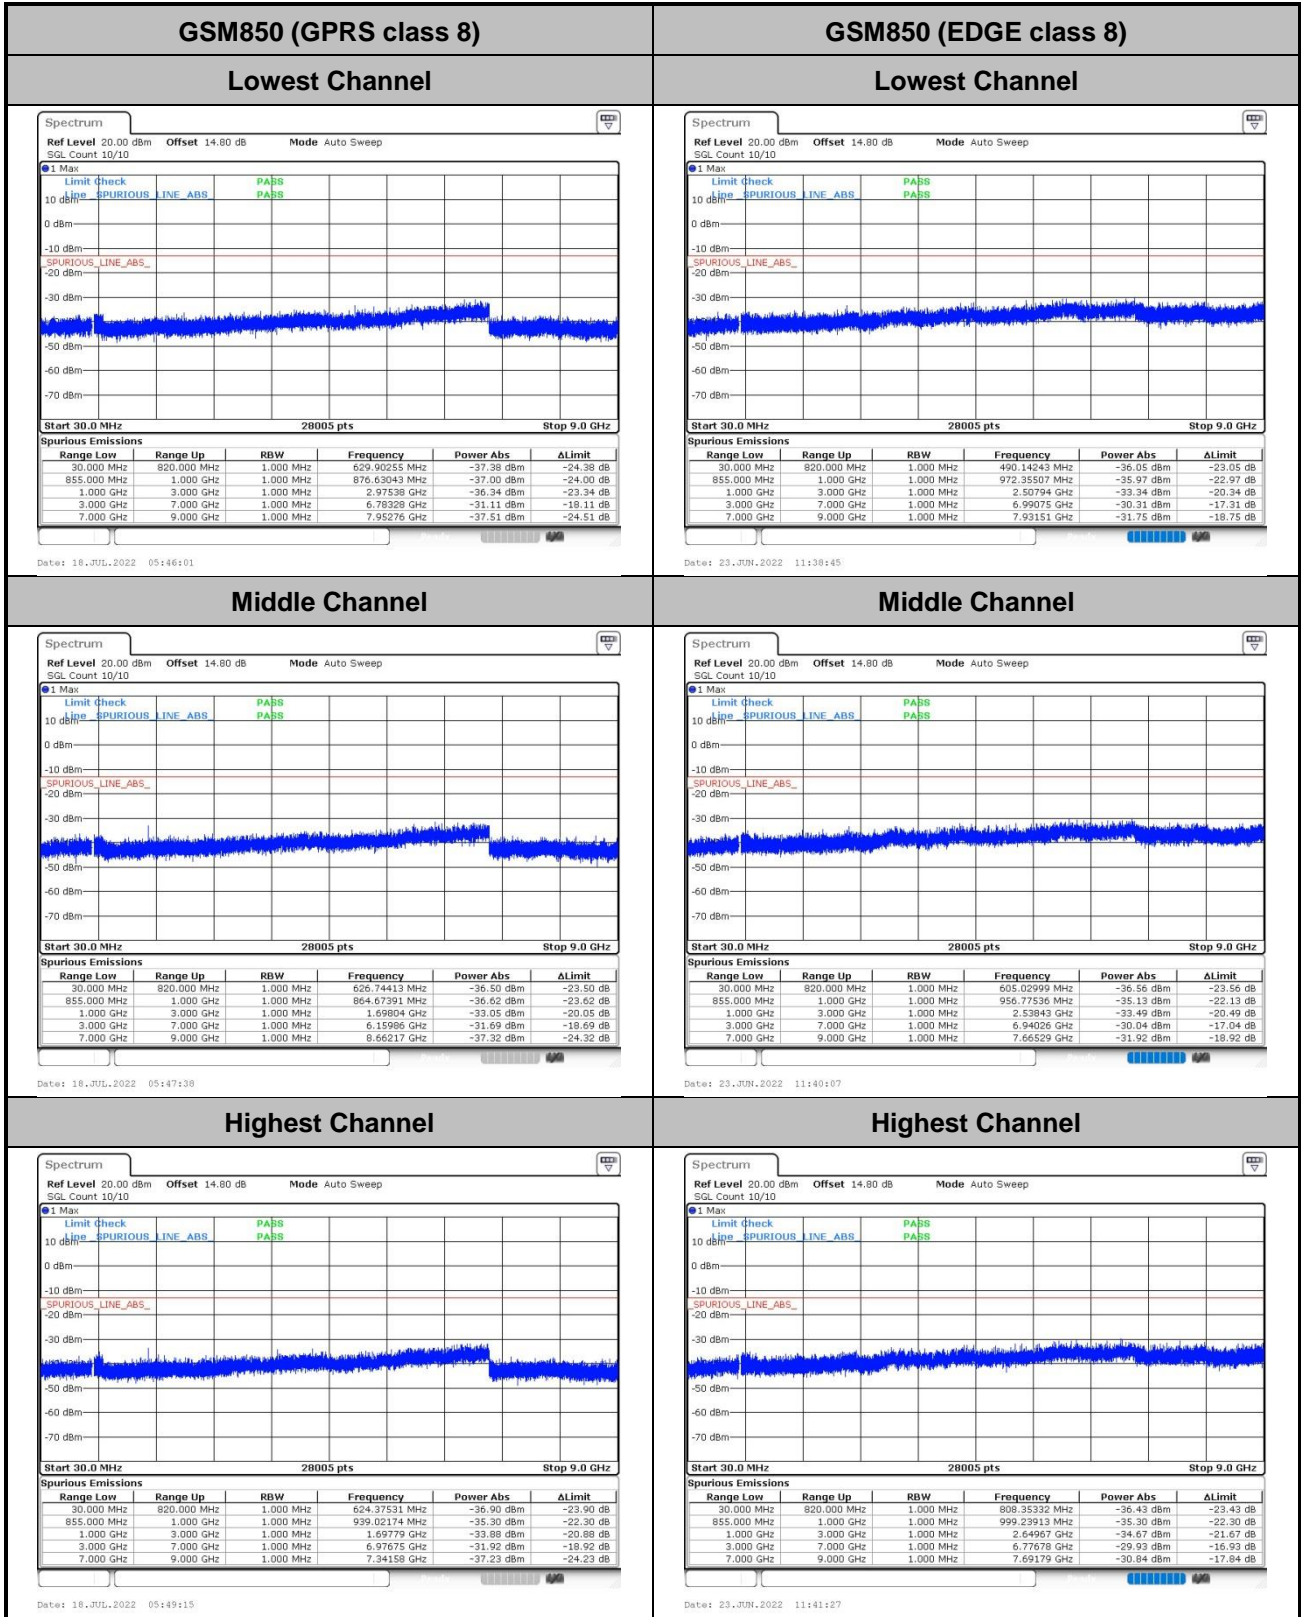 GSM850 (GPRS class 8)
GSM850 (EDGE class 8)
Lowest Channel
Lowest Channel
Spectrum
Ref Level 20.00 dBm Offset 14.80 dB Mode Auto Sweep
SGL Count 10/10
1 Max
Limit Check PASS
Line _SPURIOUS_LINE_ABS_ PASS
10 dBm
0 dBm
-10 dBm
_SPURIOUS_LINE_ABS_
-20 dBm
-30 dBm
-50 dBm
-60 dBm
-70 dBm
Start 30.0 MHz 28005 pts Stop 9.0 GHz
Spurious Emissions
Range Low Range Up RBW Frequency Power Abs ΔLimit
30.000 MHz 820.000 MHz 1.000 MHz 629.90255 MHz -37.38 dBm -24.38 dB
855.000 MHz 1.000 GHz 1.000 MHz 876.63043 MHz -37.00 dBm -24.00 dB
1.000 GHz 3.000 GHz 1.000 MHz 2.97538 GHz -36.34 dBm -23.34 dB
3.000 GHz 7.000 GHz 1.000 MHz 6.78328 GHz -31.11 dBm -18.11 dB
7.000 GHz 9.000 GHz 1.000 MHz 7.95276 GHz -37.51 dBm -24.51 dB
Date: 18.JUL.2022 05:46:01
Spectrum
Ref Level 20.00 dBm Offset 14.80 dB Mode Auto Sweep
SGL Count 10/10
1 Max
Limit Check PASS
Line _SPURIOUS_LINE_ABS_ PASS
10 dBm
0 dBm
-10 dBm
_SPURIOUS_LINE_ABS_
-20 dBm
-30 dBm
-50 dBm
-60 dBm
-70 dBm
Start 30.0 MHz 28005 pts Stop 9.0 GHz
Spurious Emissions
Range Low Range Up RBW Frequency Power Abs ΔLimit
30.000 MHz 820.000 MHz 1.000 MHz 490.14243 MHz -36.05 dBm -23.05 dB
855.000 MHz 1.000 GHz 1.000 MHz 972.35507 MHz -35.97 dBm -22.97 dB
1.000 GHz 3.000 GHz 1.000 MHz 2.50794 GHz -33.34 dBm -20.34 dB
3.000 GHz 7.000 GHz 1.000 MHz 6.99075 GHz -30.31 dBm -17.31 dB
7.000 GHz 9.000 GHz 1.000 MHz 7.93151 GHz -31.75 dBm -18.75 dB
Date: 23.JUN.2022 11:38:45
Middle Channel
Middle Channel
Spectrum
Ref Level 20.00 dBm Offset 14.80 dB Mode Auto Sweep
SGL Count 10/10
1 Max
Limit Check PASS
Line _SPURIOUS_LINE_ABS_ PASS
10 dBm
0 dBm
-10 dBm
_SPURIOUS_LINE_ABS_
-20 dBm
-30 dBm
-50 dBm
-60 dBm
-70 dBm
Start 30.0 MHz 28005 pts Stop 9.0 GHz
Spurious Emissions
Range Low Range Up RBW Frequency Power Abs ΔLimit
30.000 MHz 820.000 MHz 1.000 MHz 626.74413 MHz -36.50 dBm -23.50 dB
855.000 MHz 1.000 GHz 1.000 MHz 864.67391 MHz -36.62 dBm -23.62 dB
1.000 GHz 3.000 GHz 1.000 MHz 1.69804 GHz -33.05 dBm -20.05 dB
3.000 GHz 7.000 GHz 1.000 MHz 6.15986 GHz -31.69 dBm -18.69 dB
7.000 GHz 9.000 GHz 1.000 MHz 8.66217 GHz -37.32 dBm -24.32 dB
Date: 18.JUL.2022 05:47:38
Spectrum
Ref Level 20.00 dBm Offset 14.80 dB Mode Auto Sweep
SGL Count 10/10
1 Max
Limit Check PASS
Line _SPURIOUS_LINE_ABS_ PASS
10 dBm
0 dBm
-10 dBm
_SPURIOUS_LINE_ABS_
-20 dBm
-30 dBm
-50 dBm
-60 dBm
-70 dBm
Start 30.0 MHz 28005 pts Stop 9.0 GHz
Spurious Emissions
Range Low Range Up RBW Frequency Power Abs ΔLimit
30.000 MHz 820.000 MHz 1.000 MHz 605.02999 MHz -36.56 dBm -23.56 dB
855.000 MHz 1.000 GHz 1.000 MHz 956.77536 MHz -35.13 dBm -22.13 dB
1.000 GHz 3.000 GHz 1.000 MHz 2.53843 GHz -33.49 dBm -20.49 dB
3.000 GHz 7.000 GHz 1.000 MHz 6.94026 GHz -30.04 dBm -17.04 dB
7.000 GHz 9.000 GHz 1.000 MHz 7.66529 GHz -31.92 dBm -18.92 dB
Date: 23.JUN.2022 11:40:07
Highest Channel
Highest Channel
Spectrum
Ref Level 20.00 dBm Offset 14.80 dB Mode Auto Sweep
SGL Count 10/10
1 Max
Limit Check PASS
Line _SPURIOUS_LINE_ABS_ PASS
10 dBm
0 dBm
-10 dBm
_SPURIOUS_LINE_ABS_
-20 dBm
-30 dBm
-50 dBm
-60 dBm
-70 dBm
Start 30.0 MHz 28005 pts Stop 9.0 GHz
Spurious Emissions
Range Low Range Up RBW Frequency Power Abs ΔLimit
30.000 MHz 820.000 MHz 1.000 MHz 624.37531 MHz -36.90 dBm -23.90 dB
855.000 MHz 1.000 GHz 1.000 MHz 939.02174 MHz -35.30 dBm -22.30 dB
1.000 GHz 3.000 GHz 1.000 MHz 1.69779 GHz -33.88 dBm -20.88 dB
3.000 GHz 7.000 GHz 1.000 MHz 6.97675 GHz -31.92 dBm -18.92 dB
7.000 GHz 9.000 GHz 1.000 MHz 7.34158 GHz -37.23 dBm -24.23 dB
Date: 18.JUL.2022 05:49:15
Spectrum
Ref Level 20.00 dBm Offset 14.80 dB Mode Auto Sweep
SGL Count 10/10
1 Max
Limit Check PASS
Line _SPURIOUS_LINE_ABS_ PASS
10 dBm
0 dBm
-10 dBm
_SPURIOUS_LINE_ABS_
-20 dBm
-30 dBm
-50 dBm
-60 dBm
-70 dBm
Start 30.0 MHz 28005 pts Stop 9.0 GHz
Spurious Emissions
Range Low Range Up RBW Frequency Power Abs ΔLimit
30.000 MHz 820.000 MHz 1.000 MHz 808.35332 MHz -36.43 dBm -23.43 dB
855.000 MHz 1.000 GHz 1.000 MHz 999.23913 MHz -35.30 dBm -22.30 dB
1.000 GHz 3.000 GHz 1.000 MHz 2.64967 GHz -34.67 dBm -21.67 dB
3.000 GHz 7.000 GHz 1.000 MHz 6.77678 GHz -29.93 dBm -16.93 dB
7.000 GHz 9.000 GHz 1.000 MHz 7.69179 GHz -30.84 dBm -17.84 dB
Date: 23.JUN.2022 11:41:27